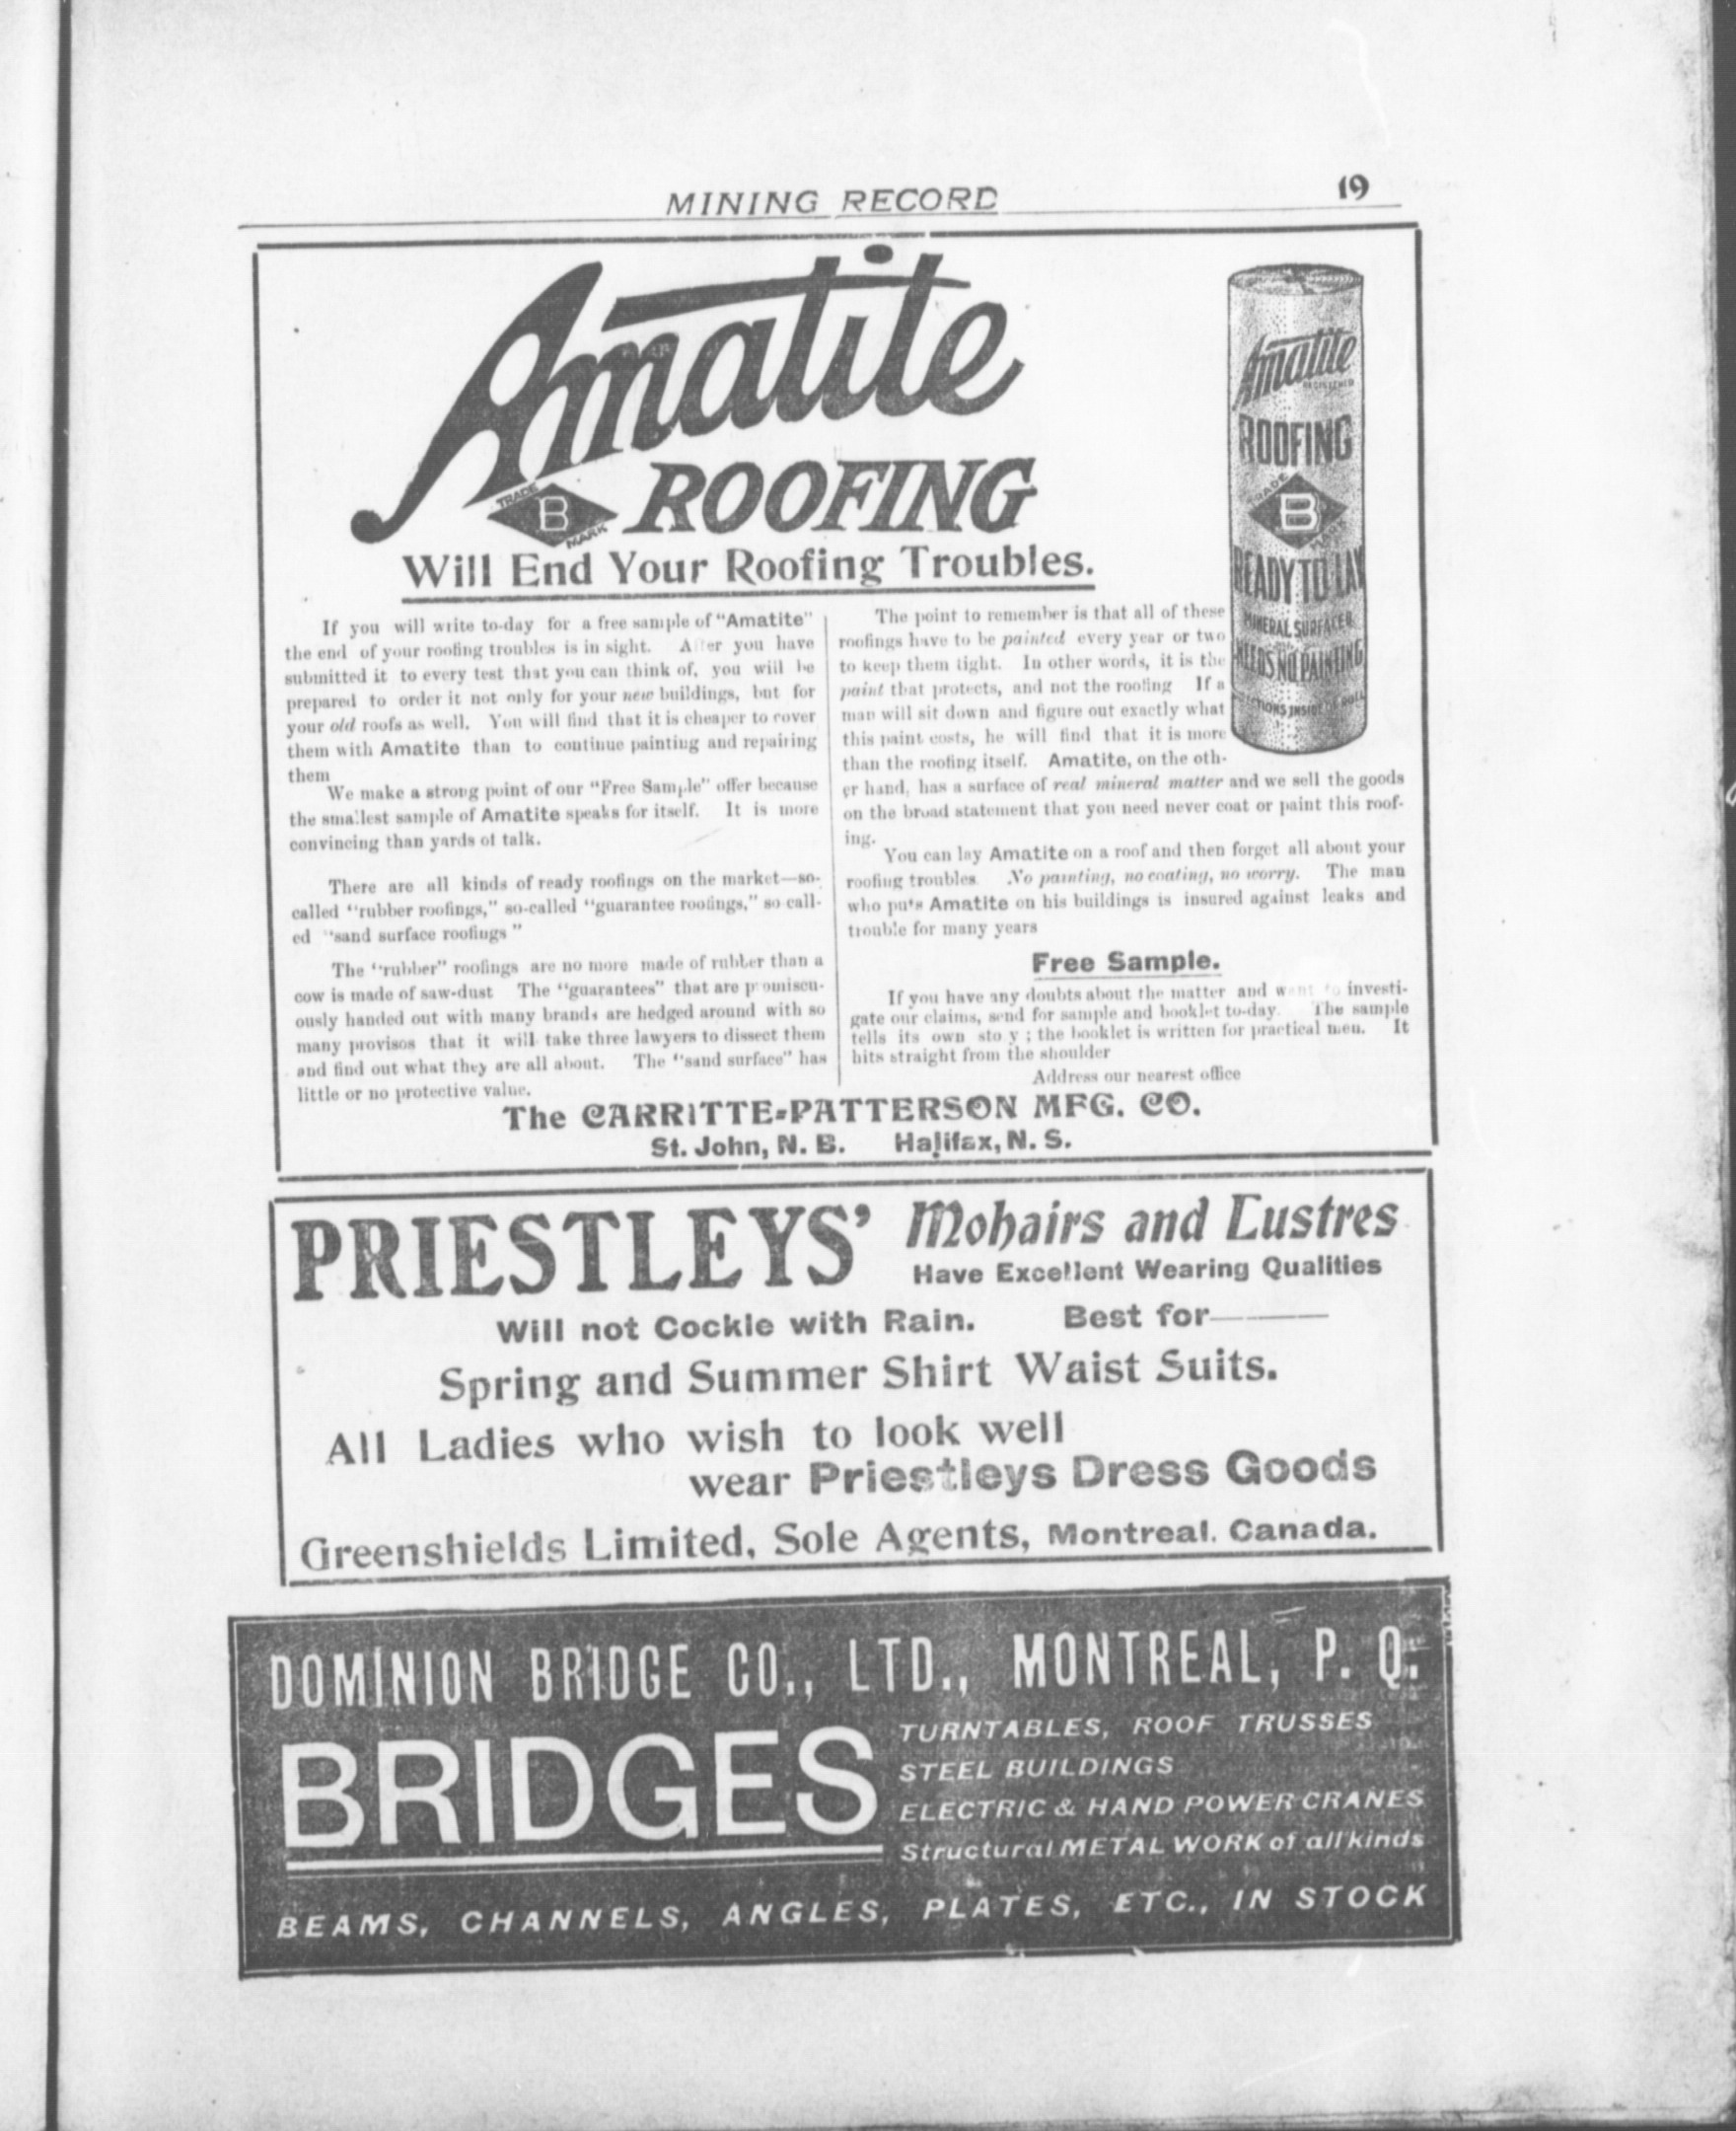 MINING RECORD
19
Amatite
TRADE B MARK
ROOFING
Will End Your Roofing Troubles.
Amatite
REGISTERED
ROOFING
TRADE B MARK
READY TO LAY
MINERAL SURFACED
NEEDS NO PAINTING
If you will write to-day for a free sample of "Amatite"
the end of your roofing troubles is in sight. After you have
submitted it to every test that you can think of, you will be
prepared to order it not only for your new buildings, but for
your old roofs as well. You will find that it is cheaper to cover
them with Amatite than to continue painting and repairing
them
We make a strong point of our "Free Sample" offer because
the smallest sample of Amatite speaks for itself. It is more
convincing than yards of talk.
There are all kinds of ready roofings on the market—so-
called "rubber roofings," so-called "guarantee roofings," so call-
ed "sand surface roofings"
The "rubber" roofings are no more made of rubber than a
cow is made of saw-dust The "guarantees" that are p omiscu-
ously handed out with many brands are hedged around with so
many provisos that it will take three lawyers to dissect them
and find out what they are all about. The "sand surface" has
little or no protective value.
The point to remember is that all of these
roofings have to be painted every year or two
to keep them tight. In other words, it is the
paint that protects, and not the roofing If a
man will sit down and figure out exactly what
this paint costs, he will find that it is more
than the roofing itself. Amatite, on the oth-
er hand, has a surface of real mineral matter and we sell the goods
on the broad statement that you need never coat or paint this roof-
ing.
You can lay Amatite on a roof and then forget all about your
roofing troubles No painting, no coating, no worry. The man
who puts Amatite on his buildings is insured against leaks and
trouble for many years
Free Sample.
If you have any doubts about the matter and want to investi-
gate our claims, send for sample and booklet to-day. The sample
tells its own sto y; the booklet is written for practical men. It
hits straight from the shoulder
Address our nearest office
The CARRITTE-PATTERSON MFG. CO.
St. John, N. B. Halifax, N. S.
PRIESTLEYS' Mohairs and Lustres
Have Excellent Wearing Qualities
Will not Cockle with Rain. Best for
Spring and Summer Shirt Waist Suits.
All Ladies who wish to look well
wear Priestleys Dress Goods
Greenshields Limited, Sole Agents, Montreal. Canada.
DOMINION BRIDGE CO., LTD., MONTREAL, P. Q.
BRIDGES
TURNTABLES, ROOF TRUSSES
STEEL BUILDINGS
ELECTRIC & HAND POWER CRANES
Structural METAL WORK of all kinds
BEAMS, CHANNELS, ANGLES, PLATES, ETC., IN STOCK